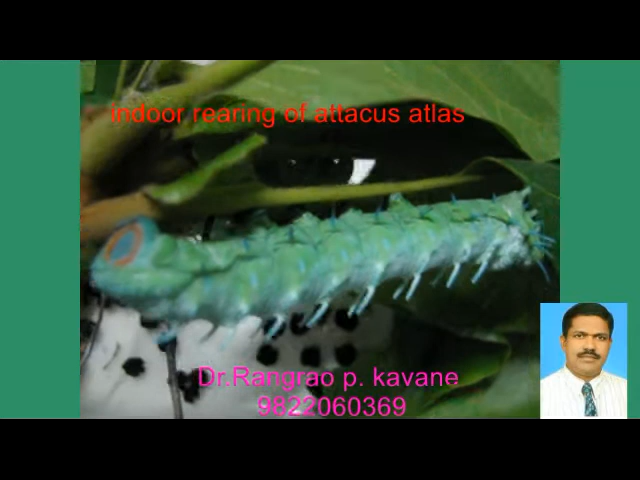 indoor rearing of attacus atlas
Dr.Rangrao p. kavane
9822060369